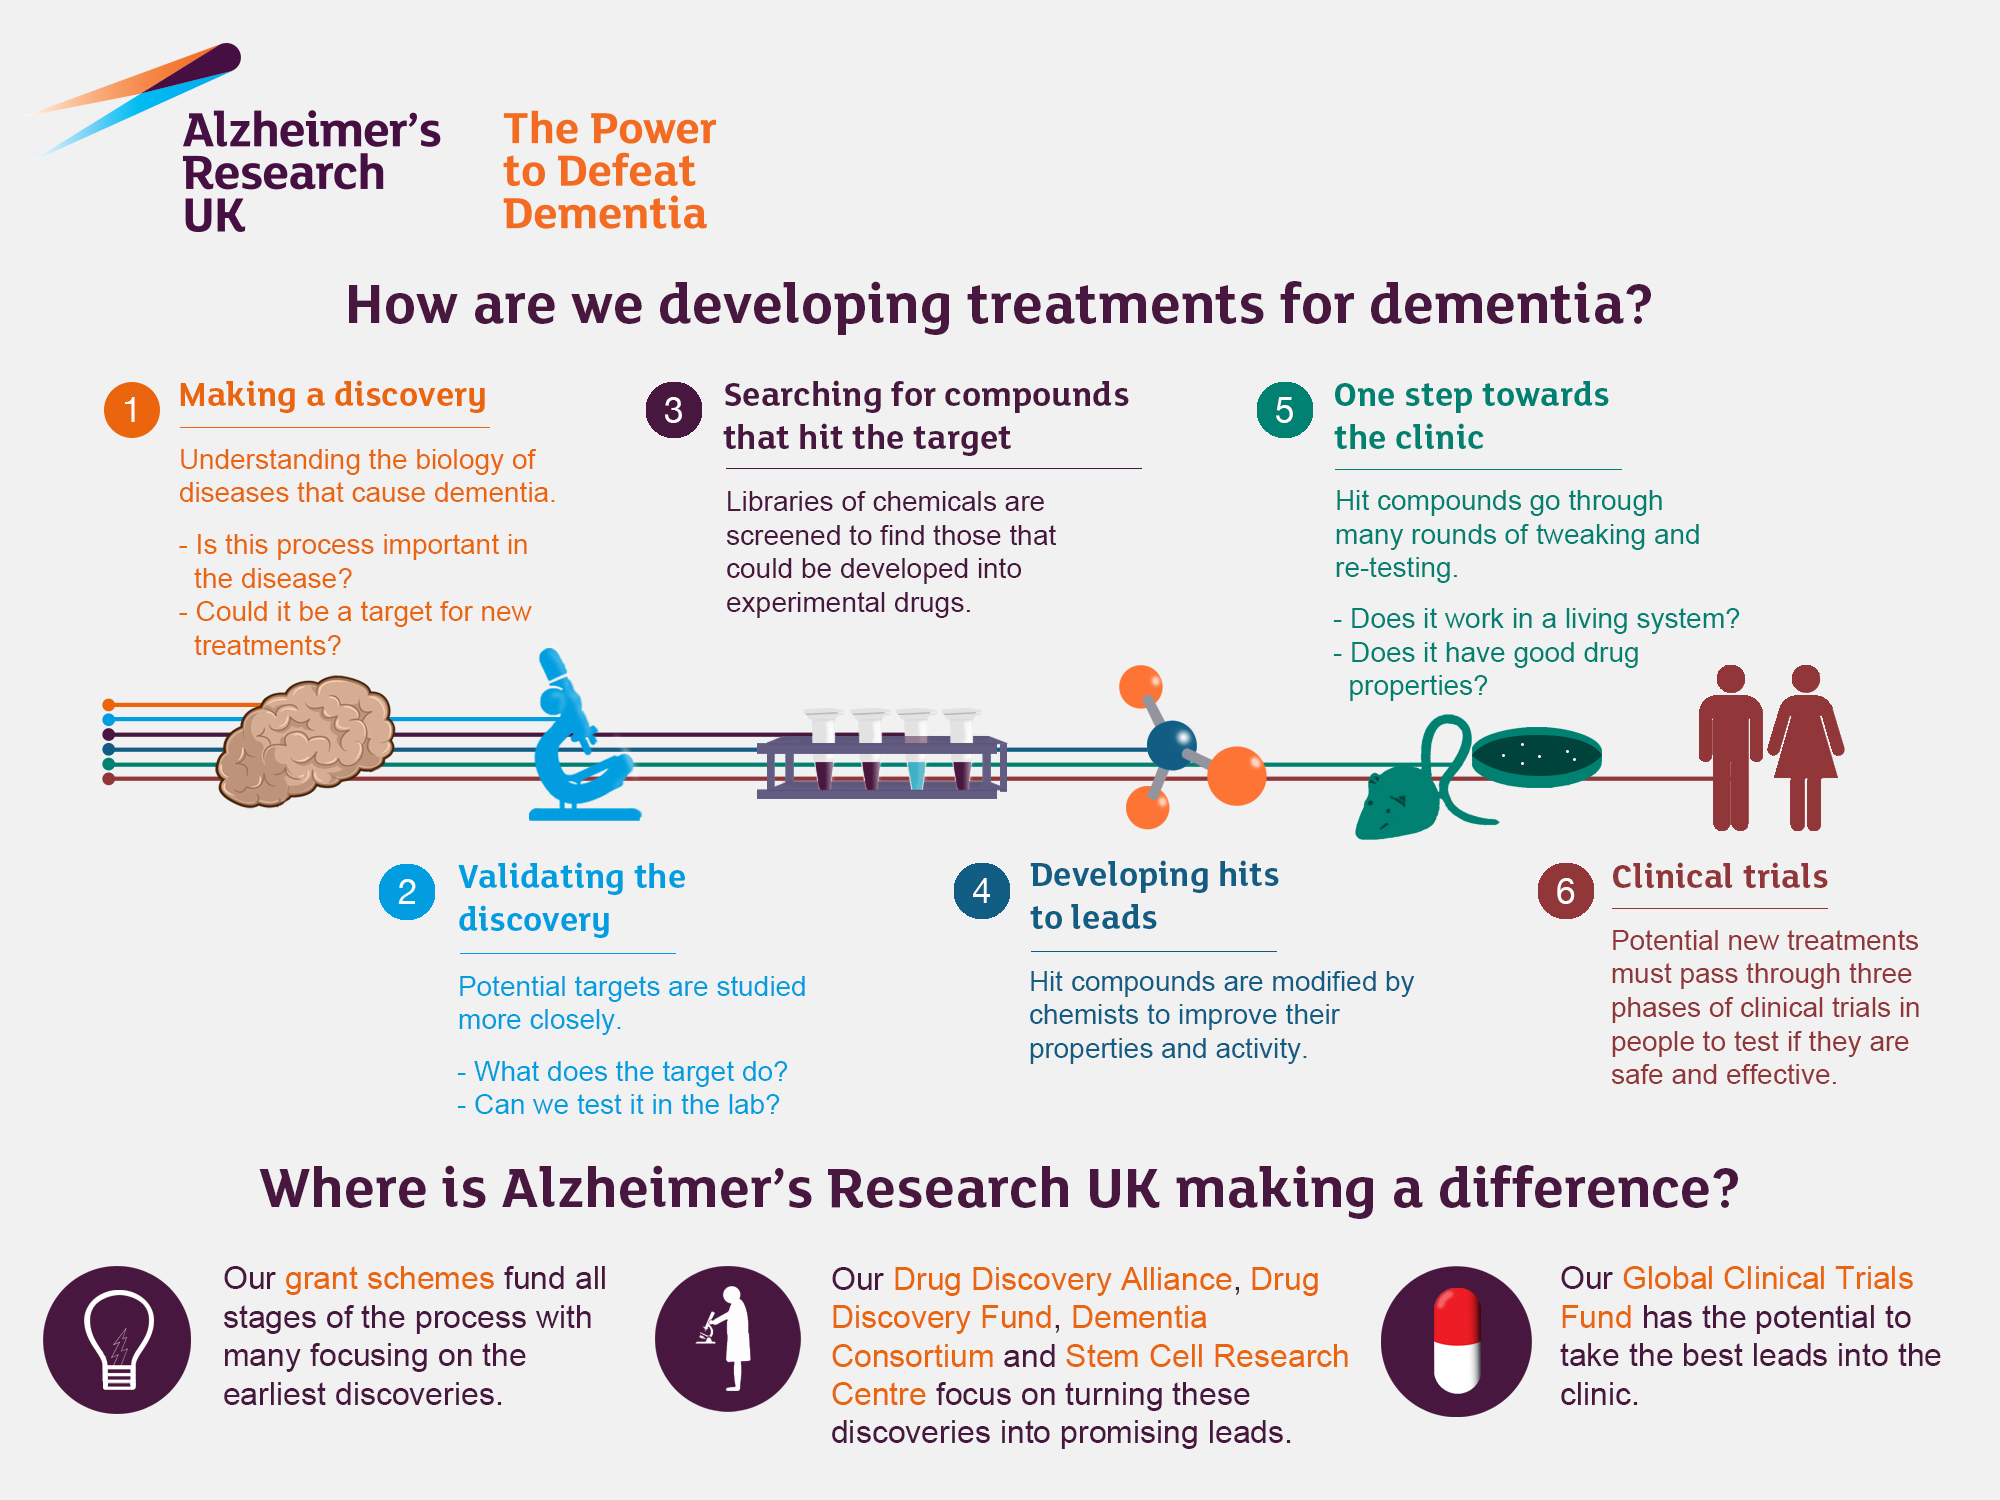 Alzheimer's
Research
UK
The Power
to Defeat
Dementia
How are we developing treatments for dementia?
1
Making a discovery
Understanding the biology of
diseases that cause dementia.
- Is this process important in
the disease?
- Could it be a target for new
treatments?
2
Validating the
discovery
Potential targets are studied
more closely.
- What does the target do?
- Can we test it in the lab?
3
Searching for compounds
that hit the target
Libraries of chemicals are
screened to find those that
could be developed into
experimental drugs.
4
Developing hits
to leads
Hit compounds are modified by
chemists to improve their
properties and activity.
5
One step towards
the clinic
Hit compounds go through
many rounds of tweaking and
re-testing.
- Does it work in a living system?
- Does it have good drug
properties?
6
Clinical trials
Potential new treatments
must pass through three
phases of clinical trials in
people to test if they are
safe and effective.
Where is Alzheimer's Research UK making a difference?
Our grant schemes fund all
stages of the process with
many focusing on the
earliest discoveries.
Our Drug Discovery Alliance, Drug
Discovery Fund, Dementia
Consortium and Stem Cell Research
Centre focus on turning these
discoveries into promising leads.
Our Global Clinical Trials
Fund has the potential to
take the best leads into the
clinic.